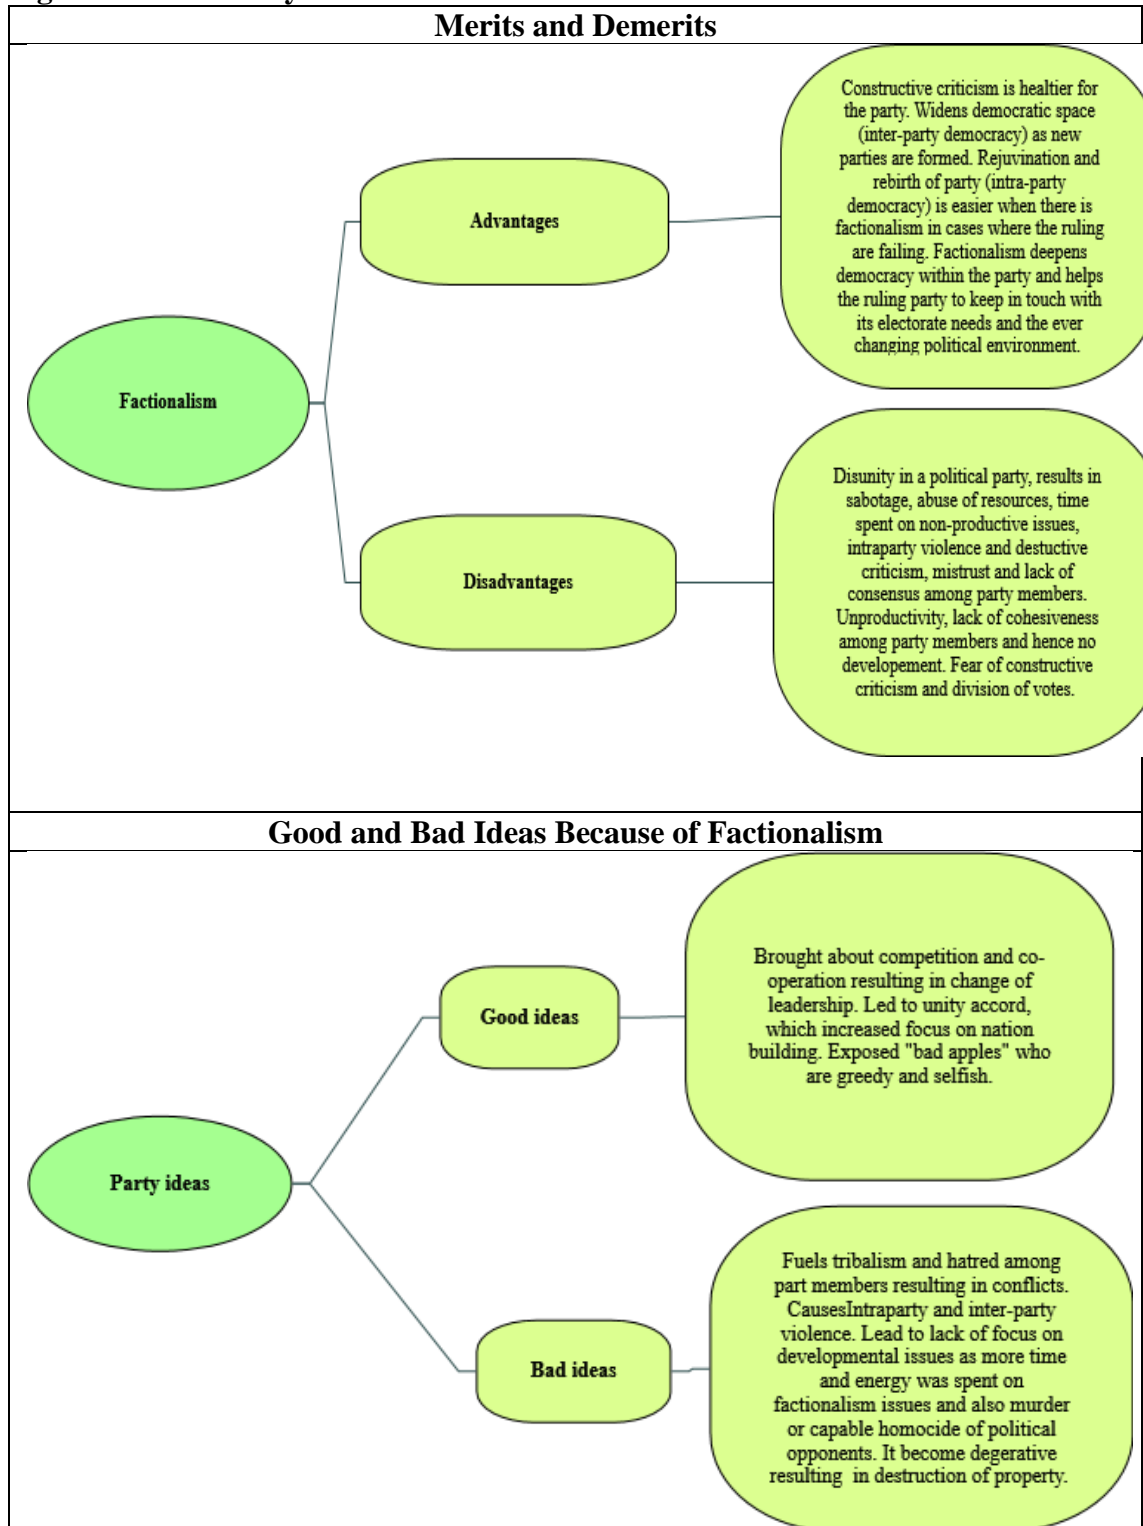 Merits and Demerits
Constructive criticism is healtier for
the party. Widens democratic space
(inter-party democracy) as new
parties are formed. Rejuvination and
rebirth of party (intra-party
democracy) is easier when there is
factionalism in cases where the ruling
are failing. Factionalism deepens
democracy within the party and helps
the ruling party to keep in touch with
its electorate needs and the ever
changing political environment.
Advantages
Factionalism
Disadvantages
Disunity in a political party, results in
sabotage, abuse of resources, time
spent on non-productive issues,
intraparty violence and destuctive
criticism, mistrust and lack of
consensus among party members.
Unproductivity, lack of cohesiveness
among party members and hence no
developement. Fear of constructive
criticism and division of votes.
Good and Bad Ideas Because of Factionalism
Brought about competition and co-
operation resulting in change of
leadership. Led to unity accord,
which increased focus on nation
building. Exposed "bad apples" who
are greedy and selfish.
Good ideas
Party ideas
Bad ideas
Fuels tribalism and hatred among
part members resulting in conflicts.
CausesIntraparty and inter-party
violence. Lead to lack of focus on
developmental issues as more time
and energy was spent on
factionalism issues and also murder
or capable homocide of political
opponents. It become degerative
resulting in destruction of property.